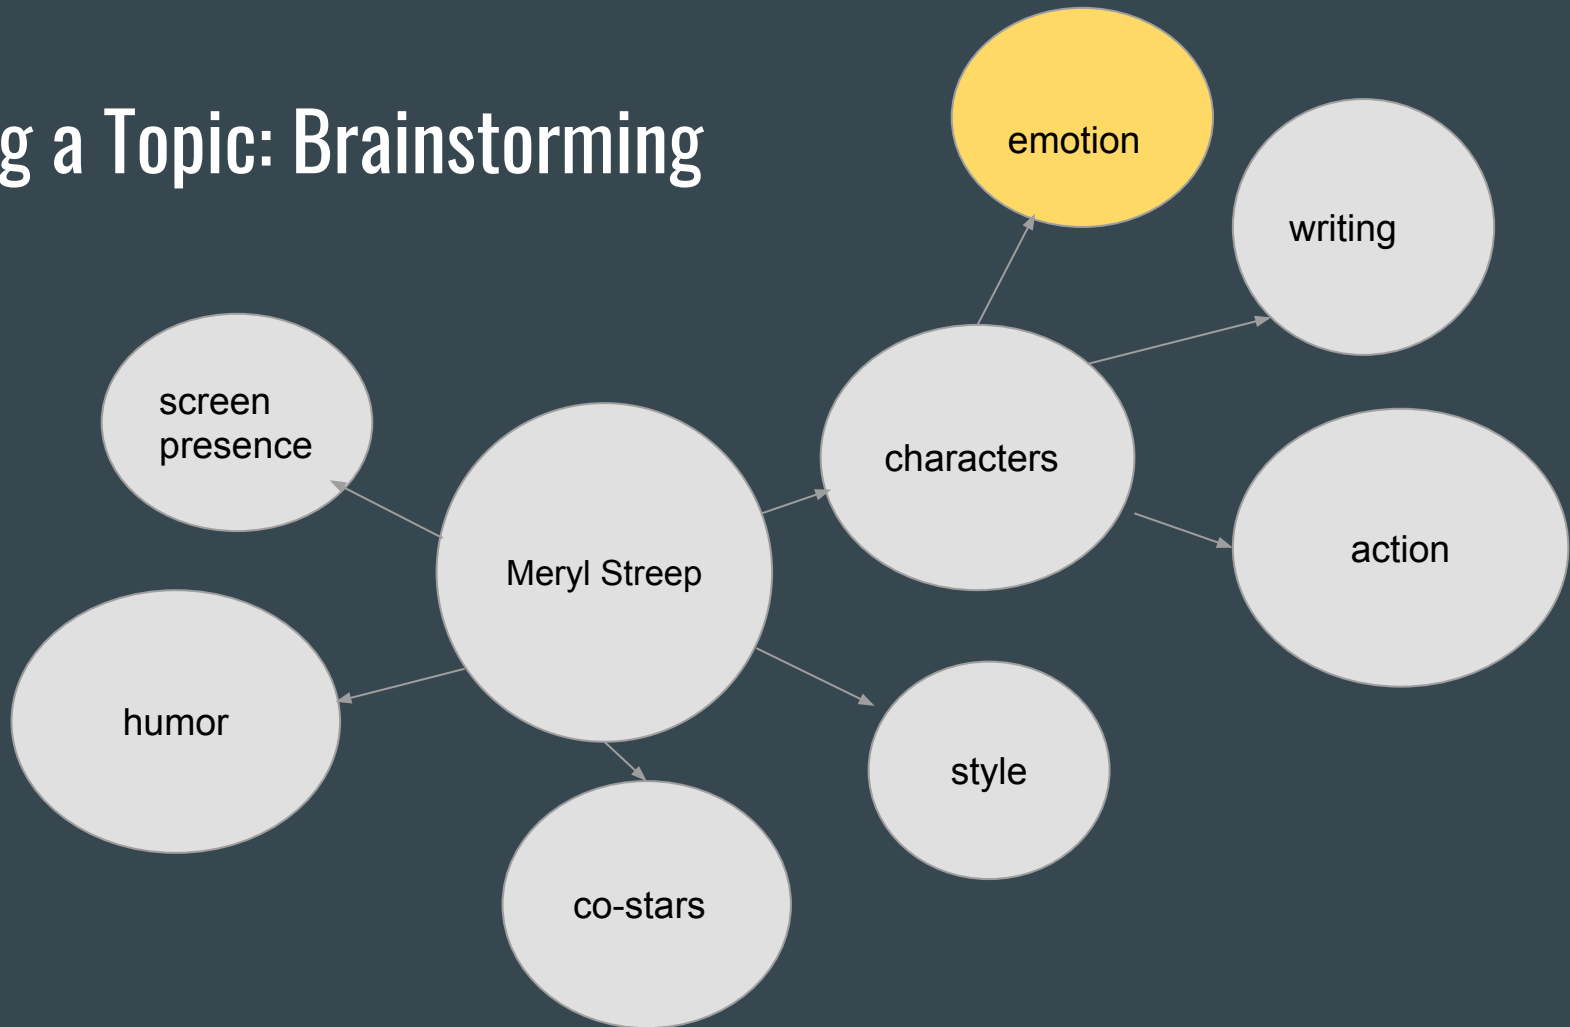 g a Topic: Brainstorming
emotion
writing
screen
presence
characters
Meryl Streep
action
humor
style
co-stars